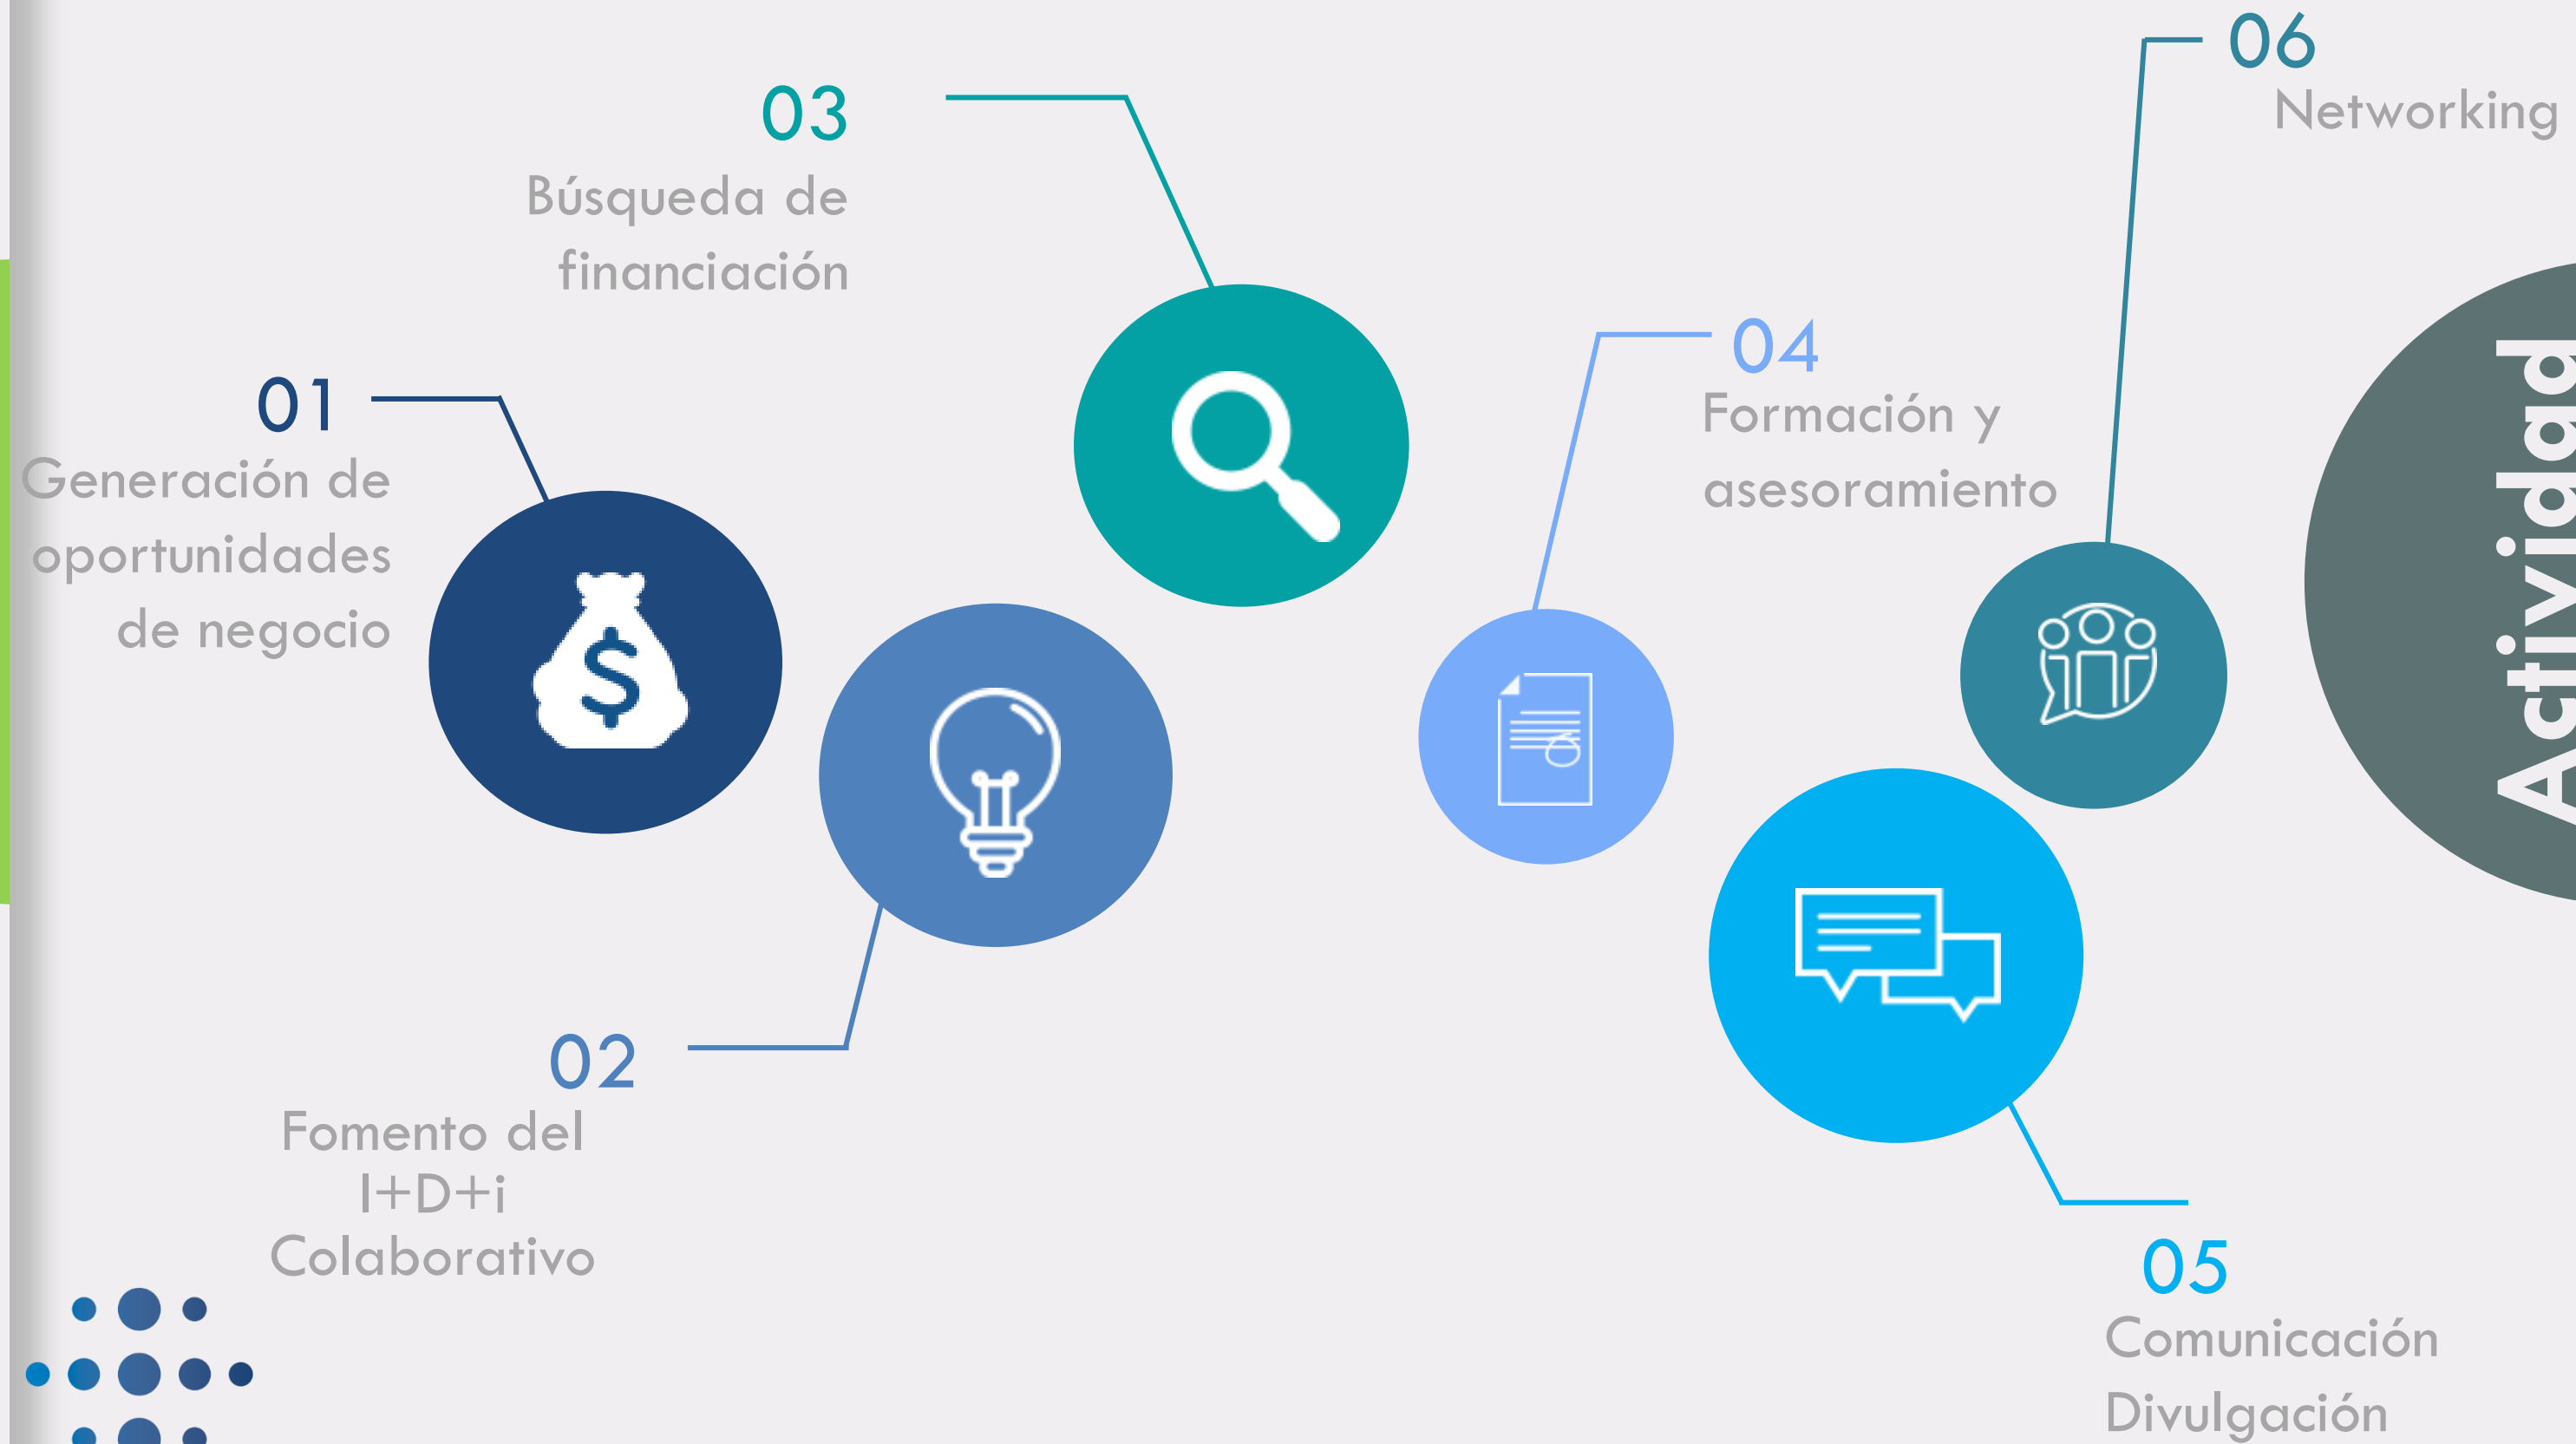 01
Generación de
oportunidades
de negocio
02
Fomento del
I+D+i
Colaborativo
03
Búsqueda de
financiación
04
Formación y
asesoramiento
05
Comunicación
Divulgación
06
Networking
Actividad
$